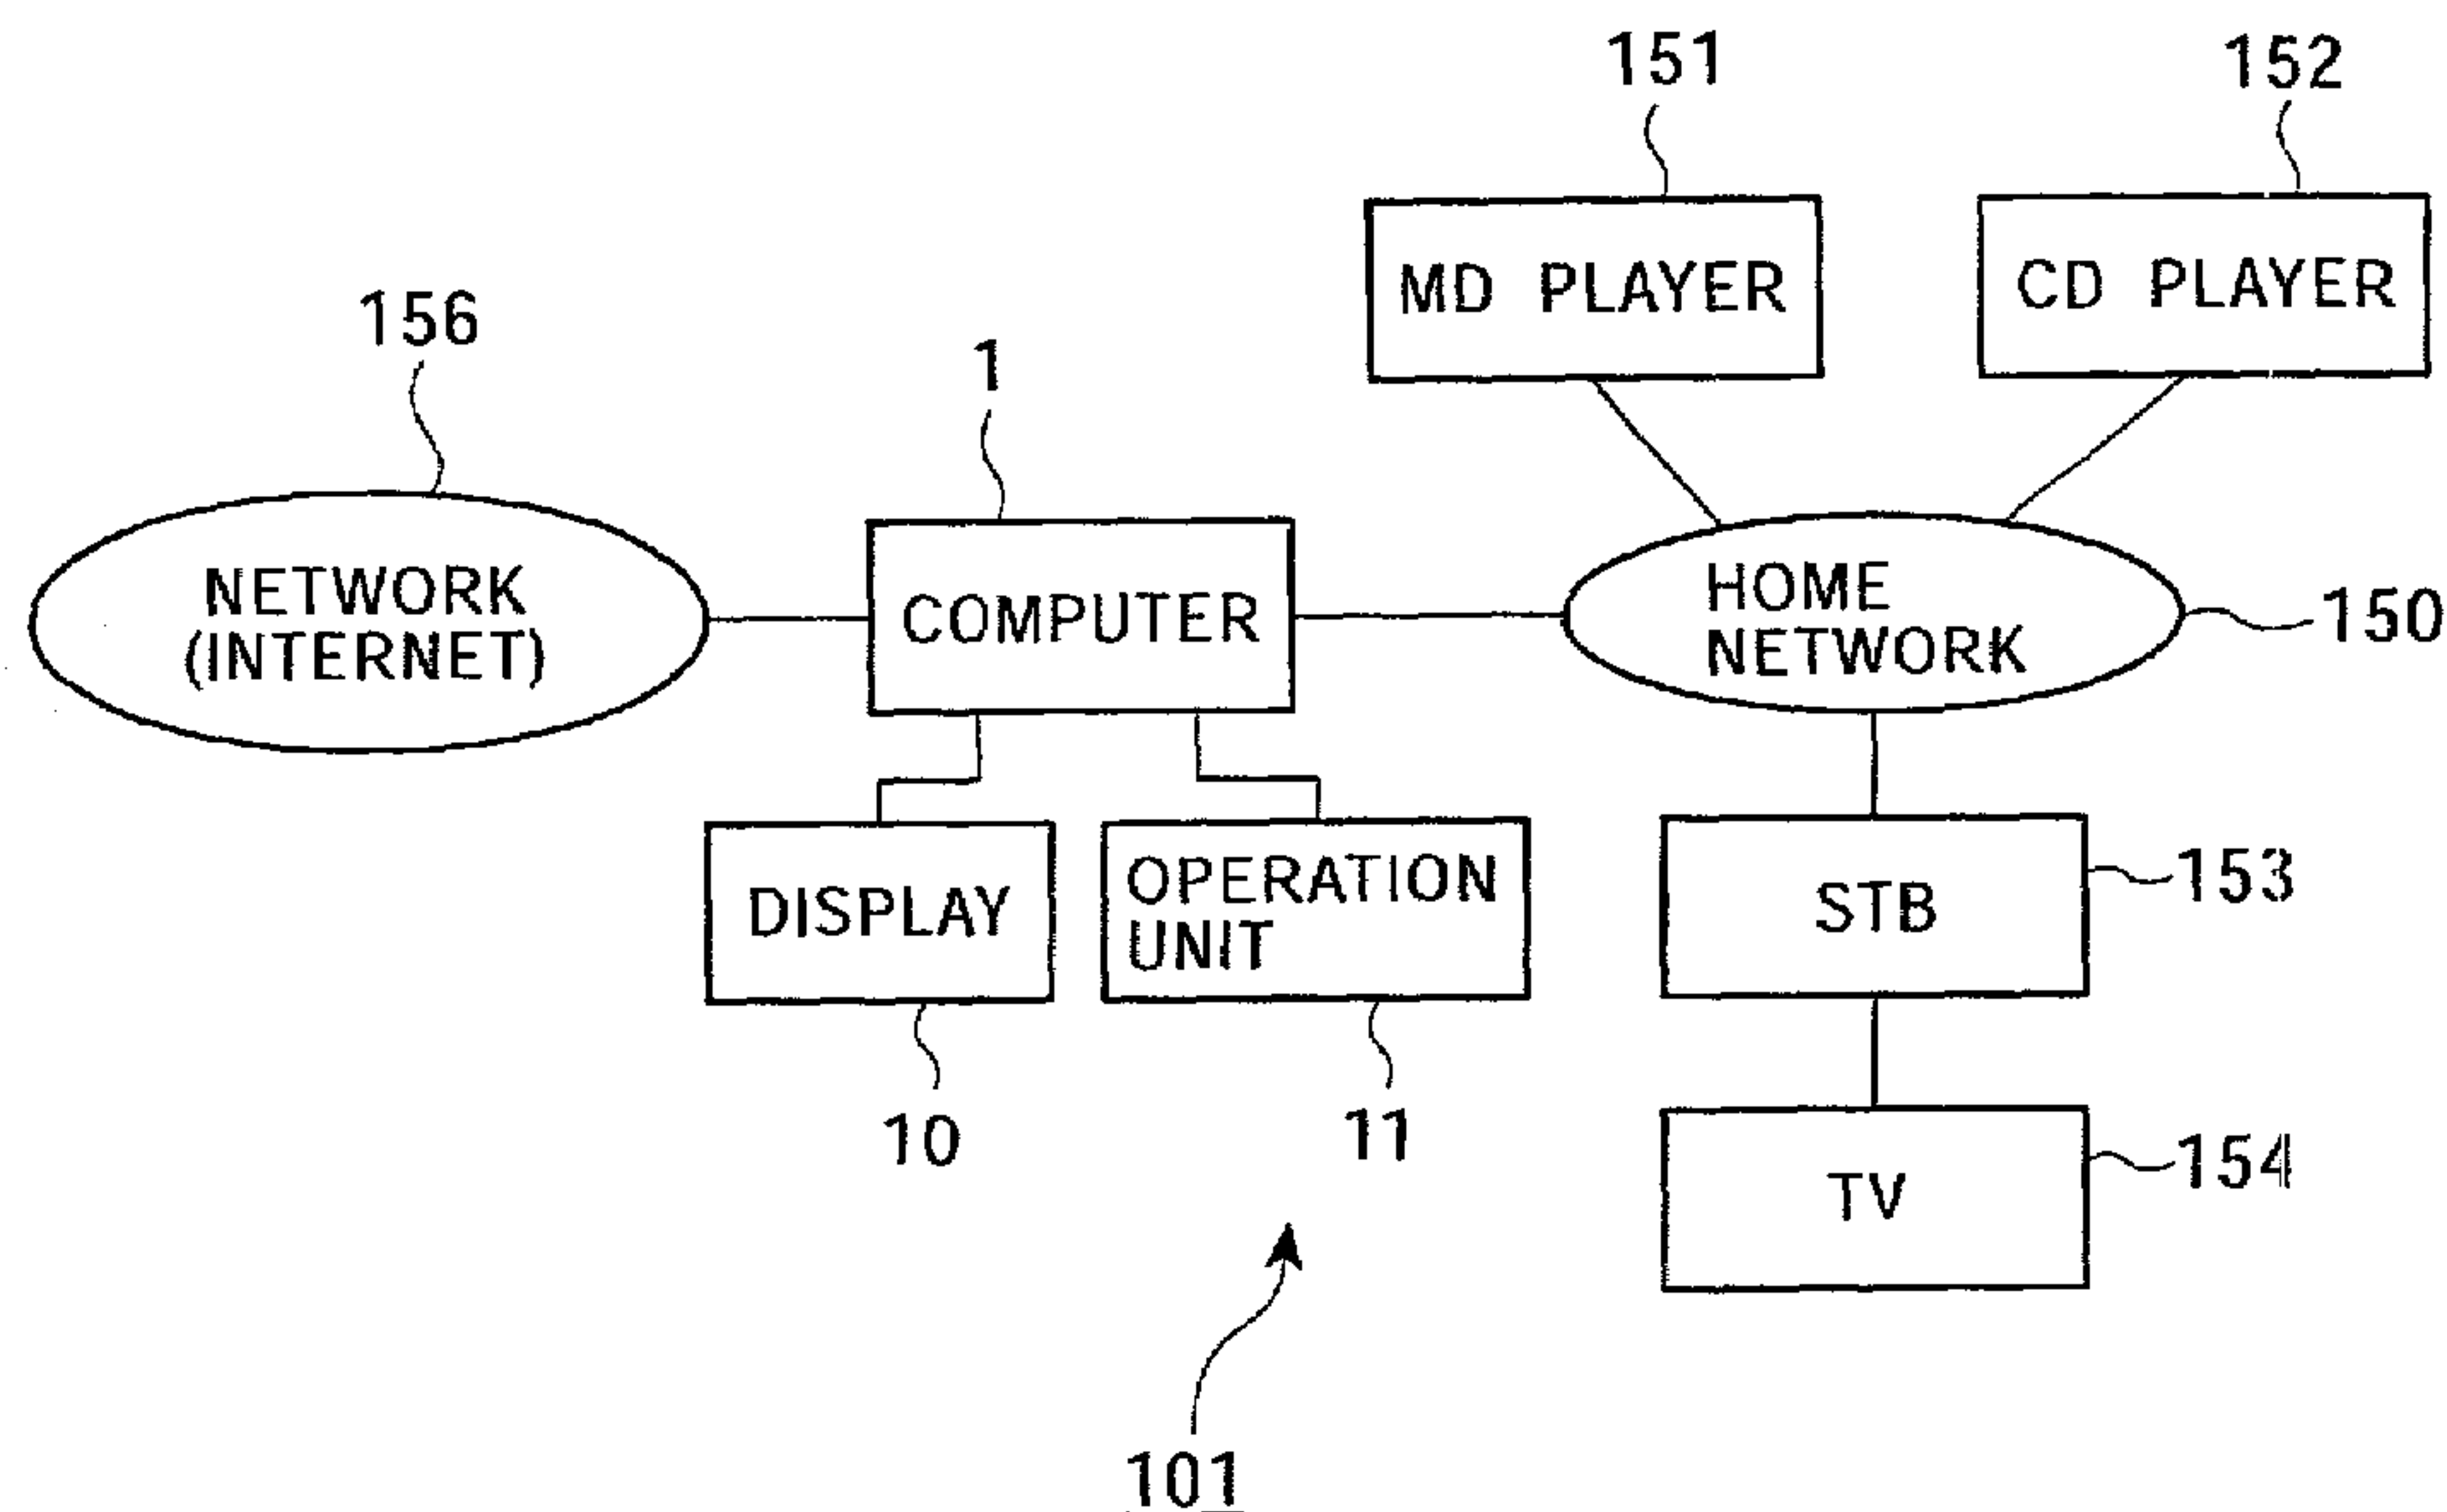 151
152
MD PLAYER
CD PLAYER
156
1
NETWORK
(INTERNET)
COMPUTER
HOME
NETWORK
150
DISPLAY
OPERATION
UNIT
STB
153
10
11
TV
154
101